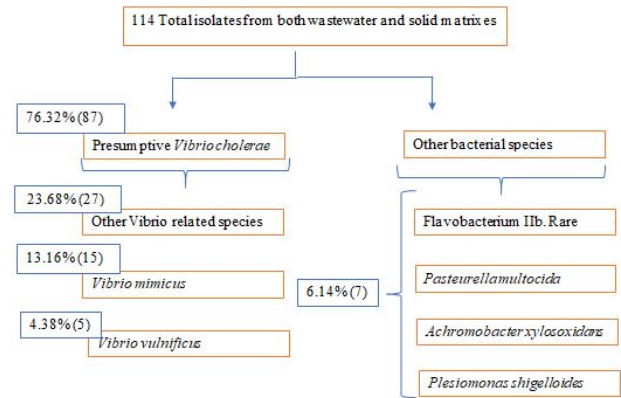 114 Total isolates from both wastewater and solid matrixes
76.32% (87)
Presumptive Vibrio cholerae
Other bacterial species
23.68% (27)
Other Vibrio related species
Flavobacterium IIb. Rare
13.16% (15)
Vibrio mimicus
6.14% (7)
Pasteurella multocida
4.38% (5)
Vibrio vulnificus
Achromobacter xylosoxidans
Plesiomonas shigelloides